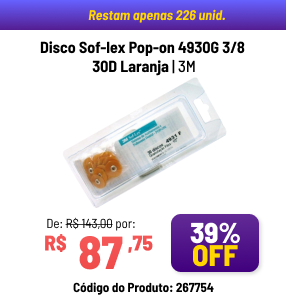 Restam apenas 226 unid.
Disco Sof-lex Pop-on 4930G 3/8
30D Laranja | 3M
4931 F
De: R$ 143,00 por:
R$ 87,75
39%
OFF
Código do Produto: 267754